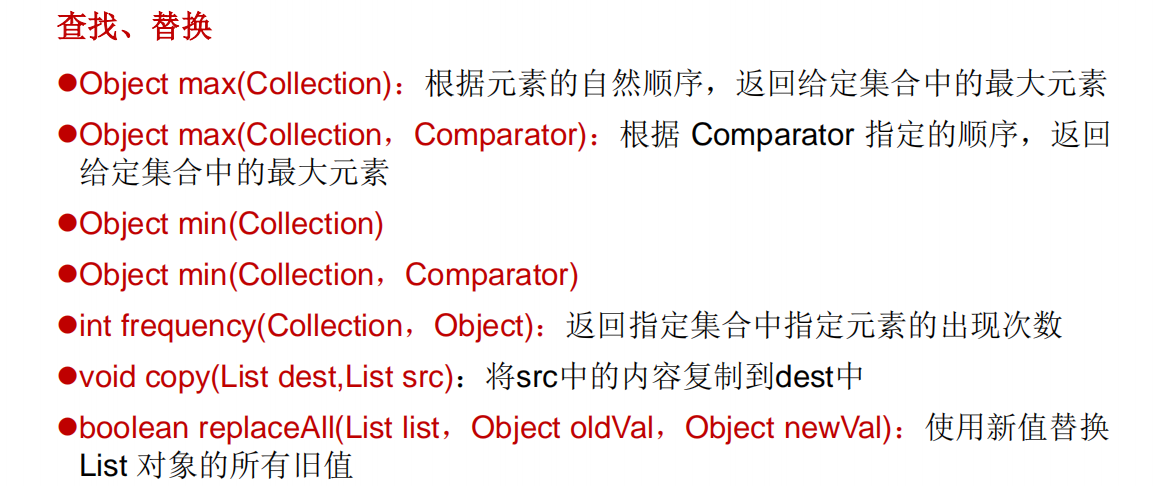 查找、替换
●Object max(Collection)：根据元素的自然顺序，返回给定集合中的最大元素
●Object max(Collection，Comparator)：根据 Comparator 指定的顺序，返回
给定集合中的最大元素
●Object min(Collection)
●Object min(Collection，Comparator)
●int frequency(Collection，Object)：返回指定集合中指定元素的出现次数
●void copy(List dest,List src)：将src中的内容复制到dest中
●boolean replaceAll(List list，Object oldVal，Object newVal)：使用新值替换
List 对象的所有旧值